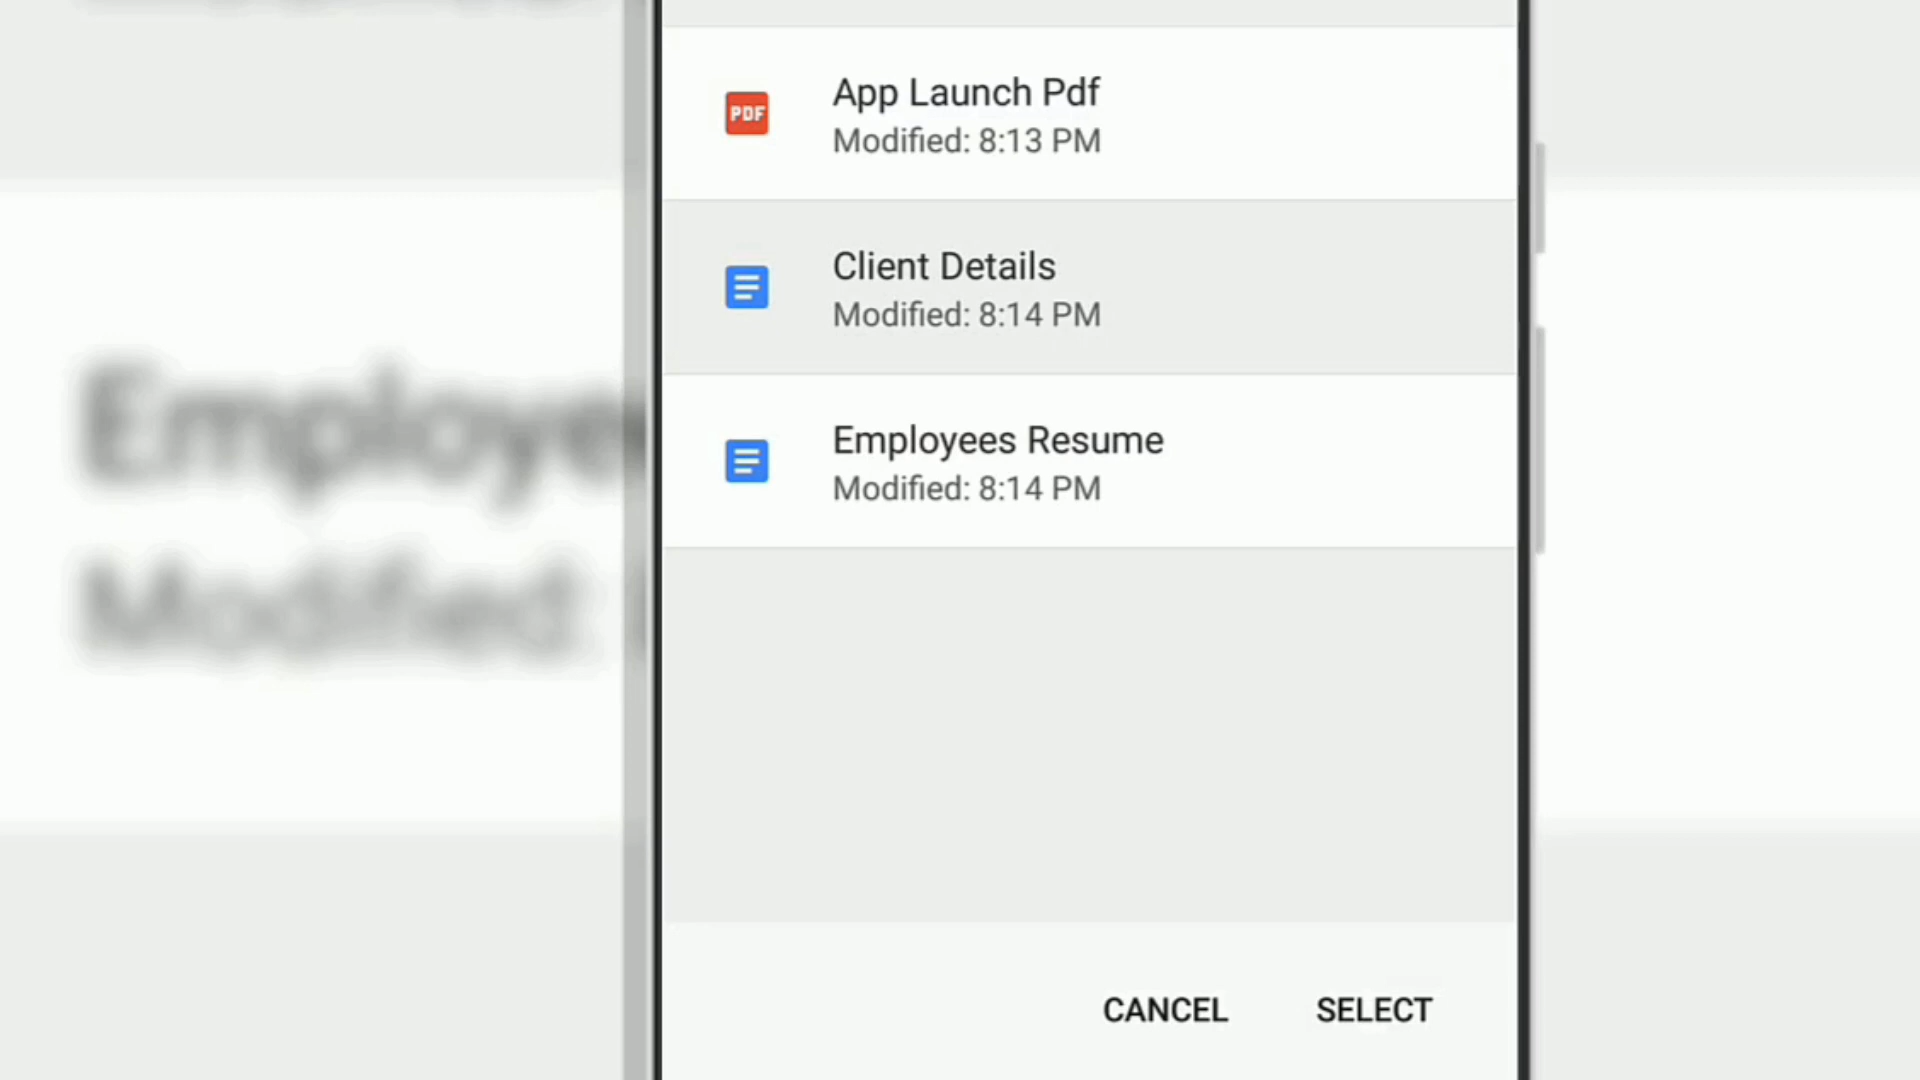 App Launch Pdf
PDF
Modified: 8:13 PM
Client Details
Modified: 8:14 PM
Employees Resume
Modified: 8:14 PM
Modified:
CANCEL
SELECT